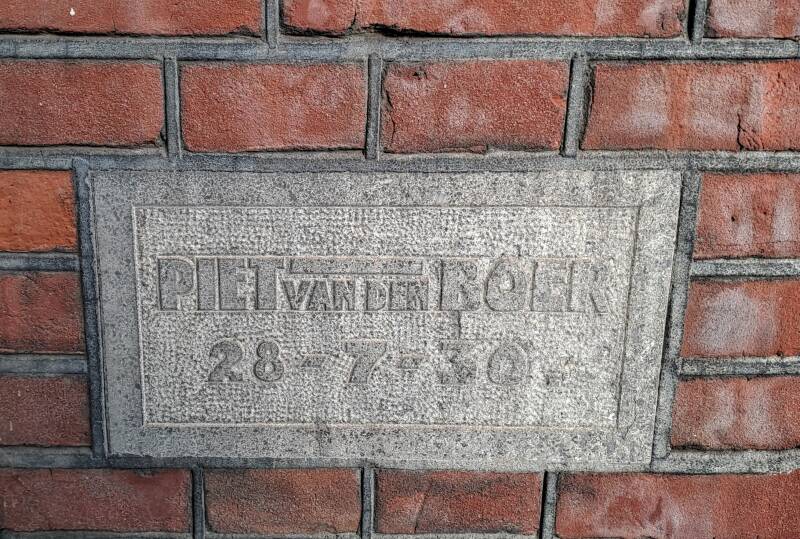 PIET VAN DER BOER
28-7-30.